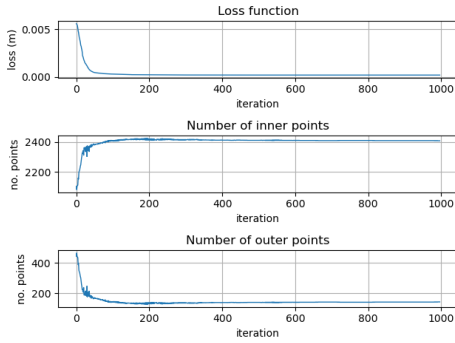 Loss function
0.005
0.000
loss (m)
0 200 400 600 800 1000
iteration
Number of inner points
2400
2200
no. points
0 200 400 600 800 1000
iteration
Number of outer points
400
200
no. points
0 200 400 600 800 1000
iteration